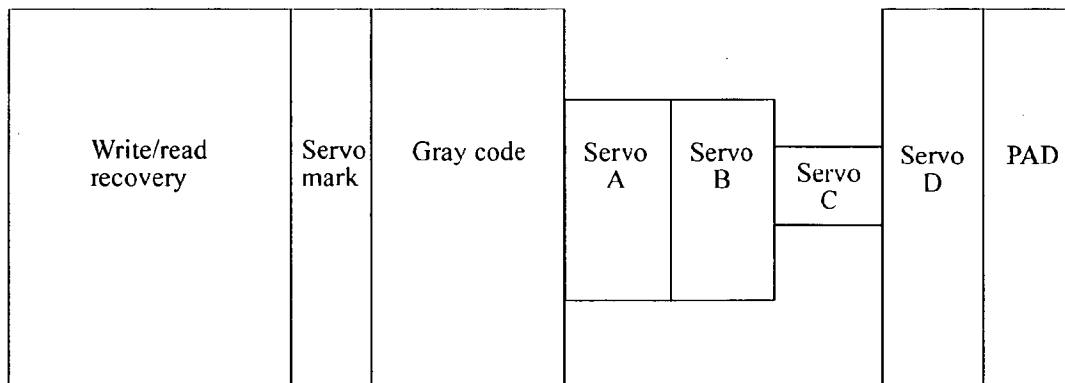 Write/read
recovery
Servo
mark
Gray code
Servo
A
Servo
B
Servo
C
Servo
D
PAD